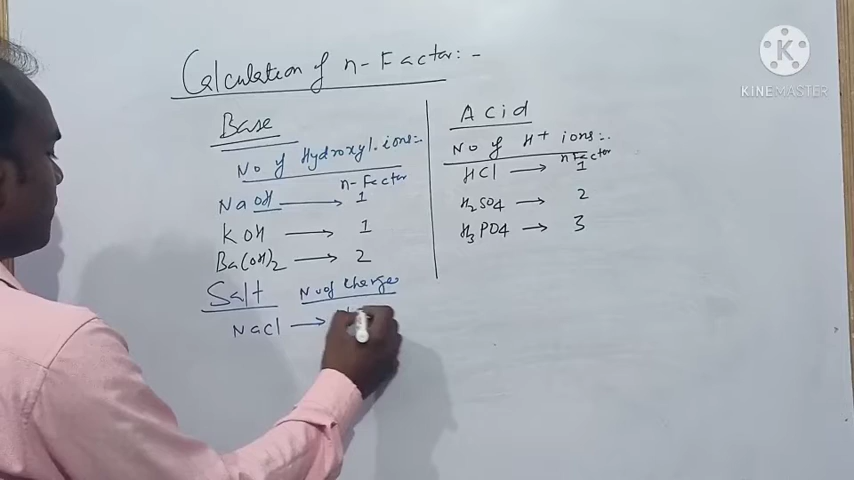 Calculation of n-Factor:-
Base
No of Hydroxyl.ions:-
n-Factor
NaOH → 1
KOH → 1
Ba(OH)2 → 2
Salt No of Charge
NaCl →
Acid
No of H+ ions:-
n Factor
HCl → 1
H2SO4 → 2
H3PO4 → 3
K
KINEMASTER